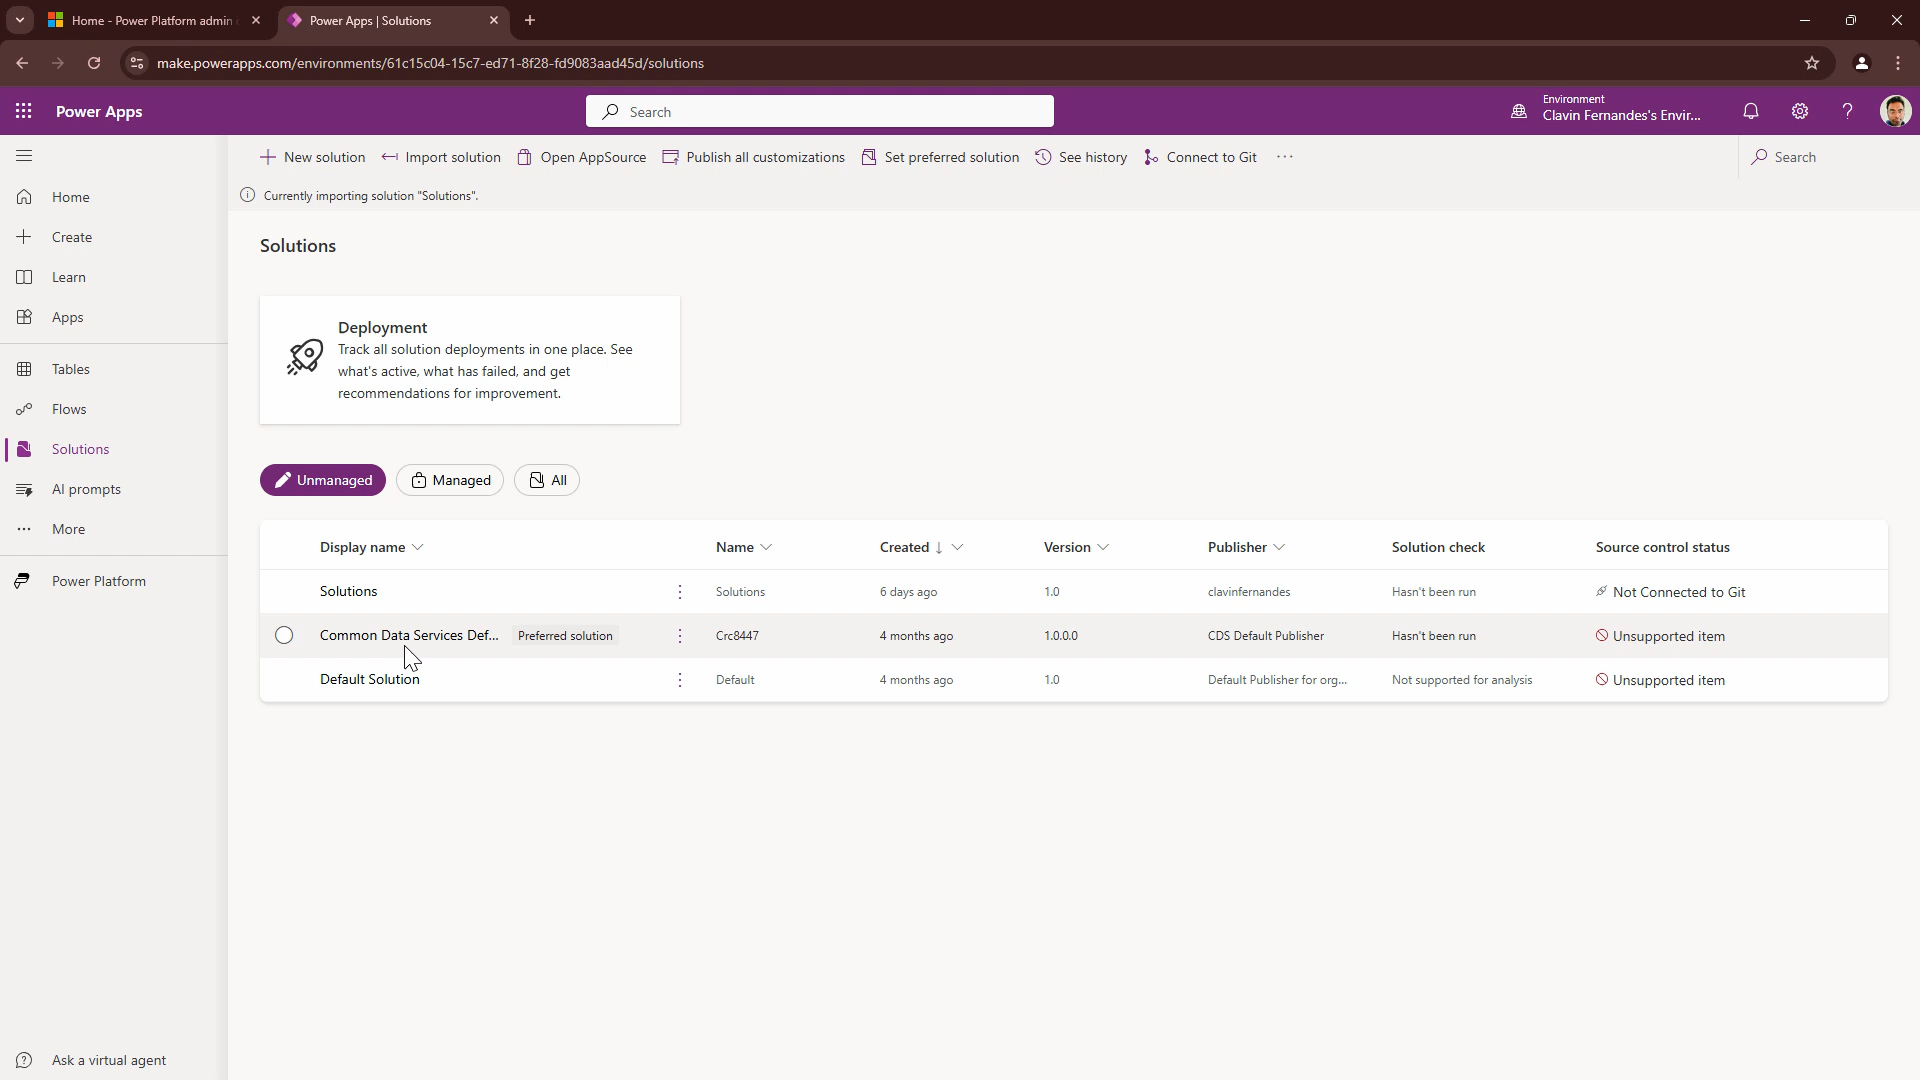 Home - Power Platform admin
Power Apps | Solutions
make.powerapps.com/environments/61c15c04-15c7-ed71-8f28-fd9083aad45d/solutions
Power Apps
Search
Environment
Clavin Fernandes's Envir...
New solution
Import solution
Open AppSource
Publish all customizations
Set preferred solution
See history
Connect to Git
Search
Currently importing solution "Solutions".
Home
Create
Learn
Apps
Tables
Flows
Solutions
AI prompts
More
Power Platform
Ask a virtual agent
Solutions
Deployment
Track all solution deployments in one place. See
what's active, what has failed, and get
recommendations for improvement.
Unmanaged
Managed
All
Display name Name Created Version Publisher Solution check Source control status
Solutions Solutions 6 days ago 1.0 clavinfernandes Hasn't been run Not Connected to Git
Common Data Services Def... Preferred solution Crc8447 4 months ago 1.0.0.0 CDS Default Publisher Hasn't been run Unsupported item
Default Solution Default 4 months ago 1.0 Default Publisher for org... Not supported for analysis Unsupported item